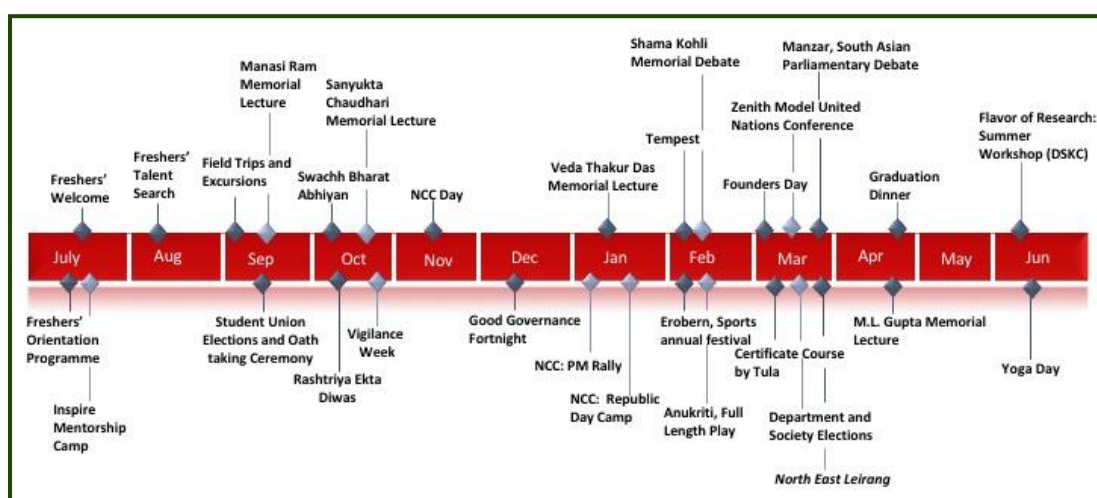 Shama Kohli
Memorial Debate
Manzar, South Asian
Parliamentary Debate
Manasi Ram
Memorial
Lecture
Sanyukta
Chaudhari
Memorial Lecture
Zenith Model United
Nations Conference
Flavor of Research:
Summer
Workshop (DSKC)
Freshers'
Welcome
Freshers'
Talent
Search
Field Trips and
Excursions
Swachh Bharat
Abhiyan
NCC Day
Veda Thakur Das
Memorial Lecture
Tempest
Founders Day
Graduation
Dinner
July
Aug
Sep
Oct
Nov
Dec
Jan
Feb
Mar
Apr
May
Jun
Freshers'
Orientation
Programme
Inspire
Mentorship
Camp
Student Union
Elections and Oath
taking Ceremony
Rashtriya Ekta
Diwas
Vigilance
Week
Good Governance
Fortnight
NCC: PM Rally
NCC: Republic
Day Camp
Erobern, Sports
annual festival
Anukriti, Full
Length Play
Certificate Course
by Tula
Department and
Society Elections
North East Leirang
M.L. Gupta Memorial
Lecture
Yoga Day